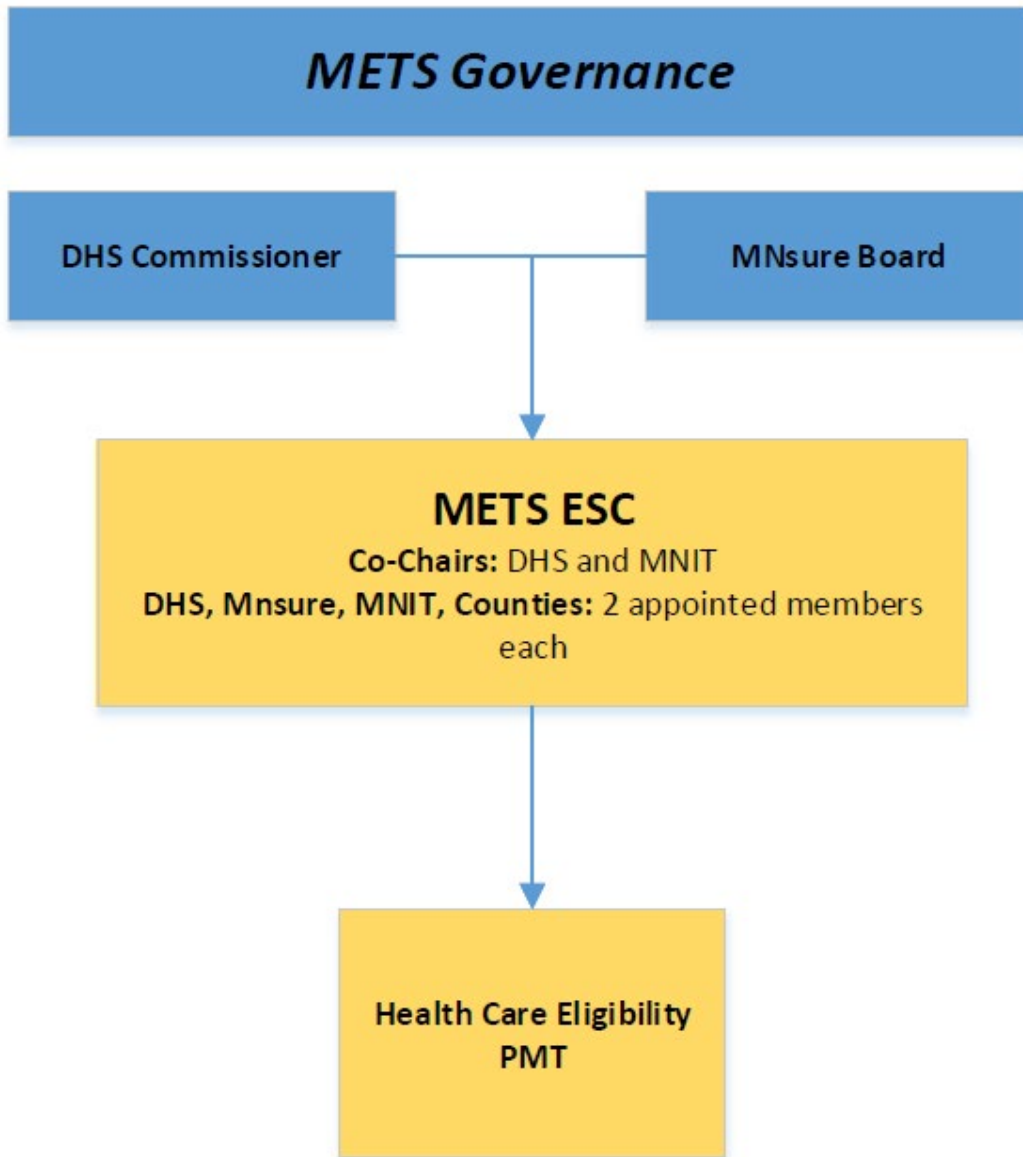 METS Governance
DHS Commissioner
MNsure Board
METS ESC
Co-Chairs: DHS and MNIT
DHS, Mnsure, MNIT, Counties: 2 appointed members
each
Health Care Eligibility
PMT